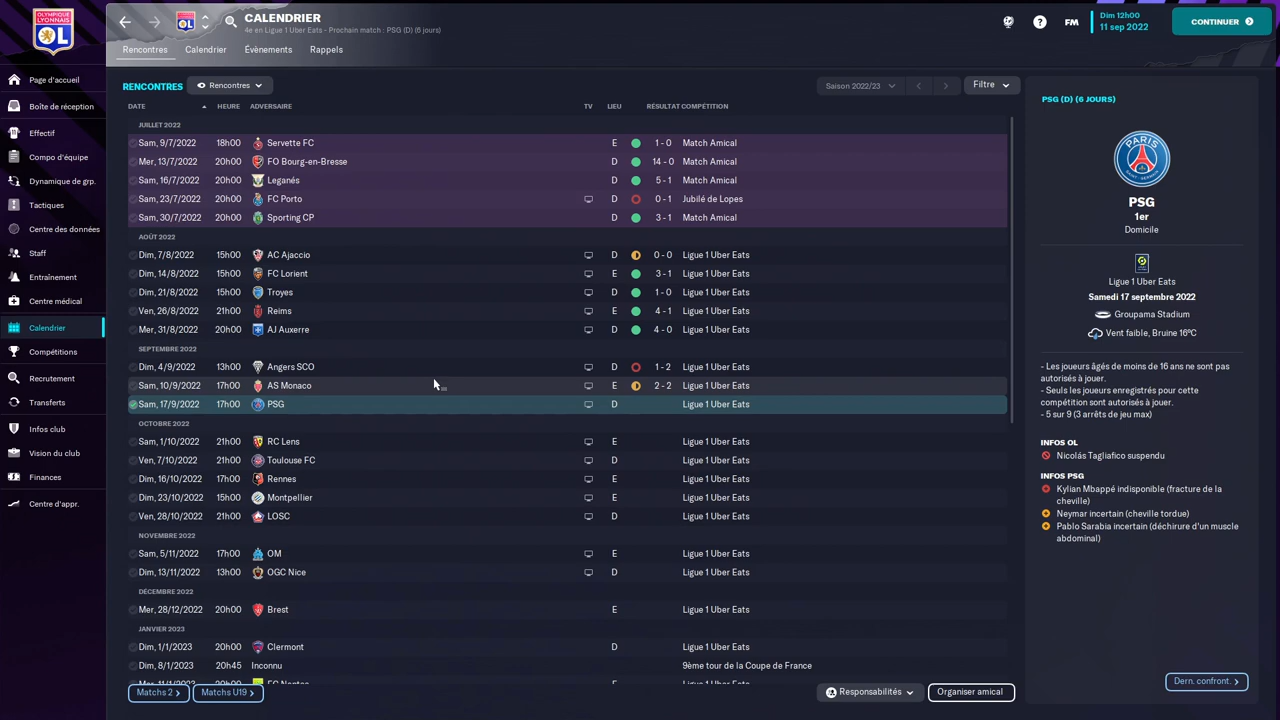 OLYMPIQUE
LYONNAIS
OL
CALENDRIER
4e en Ligue 1 Uber Eats - Prochain match : PSG (D) (6 jours)
FM
Dim 12h00
11 sep 2022
CONTINUER
Rencontres
Calendrier
Évènements
Rappels
Page d'accueil
Boîte de réception
Effectif
Compo d'équipe
Dynamique de grp.
Tactiques
Centre des données
Staff
Entraînement
Centre médical
Calendrier
Compétitions
Recrutement
Transferts
Infos club
Vision du club
Finances
Centre d'appr.
RENCONTRES
Rencontres
Saison 2022/23
Filtre
DATE HEURE ADVERSAIRE TV LIEU RÉSULTAT COMPÉTITION
JUILLET 2022
Sam, 9/7/2022 18h00 Servette FC E 1 - 0 Match Amical
Mer, 13/7/2022 20h00 FO Bourg-en-Bresse D 14 - 0 Match Amical
Sam, 16/7/2022 20h00 Leganés D 5 - 1 Match Amical
Sam, 23/7/2022 20h00 FC Porto D 0 - 1 Jubilé de Lopes
Sam, 30/7/2022 20h00 Sporting CP D 3 - 1 Match Amical
AOÛT 2022
Dim, 7/8/2022 15h00 AC Ajaccio D 0 - 0 Ligue 1 Uber Eats
Dim, 14/8/2022 15h00 FC Lorient E 3 - 1 Ligue 1 Uber Eats
Dim, 21/8/2022 15h00 Troyes D 1 - 0 Ligue 1 Uber Eats
Ven, 26/8/2022 21h00 Reims E 4 - 1 Ligue 1 Uber Eats
Mer, 31/8/2022 20h00 AJ Auxerre D 4 - 0 Ligue 1 Uber Eats
SEPTEMBRE 2022
Dim, 4/9/2022 13h00 Angers SCO D 1 - 2 Ligue 1 Uber Eats
Sam, 10/9/2022 17h00 AS Monaco E 2 - 2 Ligue 1 Uber Eats
Sam, 17/9/2022 17h00 PSG D Ligue 1 Uber Eats
OCTOBRE 2022
Sam, 1/10/2022 21h00 RC Lens E Ligue 1 Uber Eats
Ven, 7/10/2022 21h00 Toulouse FC D Ligue 1 Uber Eats
Dim, 16/10/2022 17h00 Rennes E Ligue 1 Uber Eats
Dim, 23/10/2022 15h00 Montpellier E Ligue 1 Uber Eats
Ven, 28/10/2022 21h00 LOSC D Ligue 1 Uber Eats
NOVEMBRE 2022
Sam, 5/11/2022 17h00 OM E Ligue 1 Uber Eats
Dim, 13/11/2022 13h00 OGC Nice D Ligue 1 Uber Eats
DÉCEMBRE 2022
Mer, 28/12/2022 20h00 Brest E Ligue 1 Uber Eats
JANVIER 2023
Dim, 1/1/2023 20h00 Clermont D Ligue 1 Uber Eats
Dim, 8/1/2023 20h45 Inconnu 9ème tour de la Coupe de France
Mer, 11/1/2023 20h00 FC Nantes E Ligue 1 Uber Eats
Matchs 2
Matchs U19
Responsabilités
Organiser amical
PSG (D) (6 JOURS)
PARIS
PSG
1er
Domicile
Ligue 1 Uber Eats
Samedi 17 septembre 2022
Groupama Stadium
Vent faible, Bruine 16ºC
- Les joueurs âgés de moins de 16 ans ne sont pas
autorisés à jouer.
- Seuls les joueurs enregistrés pour cette
compétition sont autorisés à jouer.
- 5 sur 9 (3 arrêts de jeu max)
INFOS OL
Nicolás Tagliafico suspendu
INFOS PSG
Kylian Mbappé indisponible (fracture de la
cheville)
Neymar incertain (cheville tordue)
Pablo Sarabia incertain (déchirure d'un muscle
abdominal)
Dern. confront.